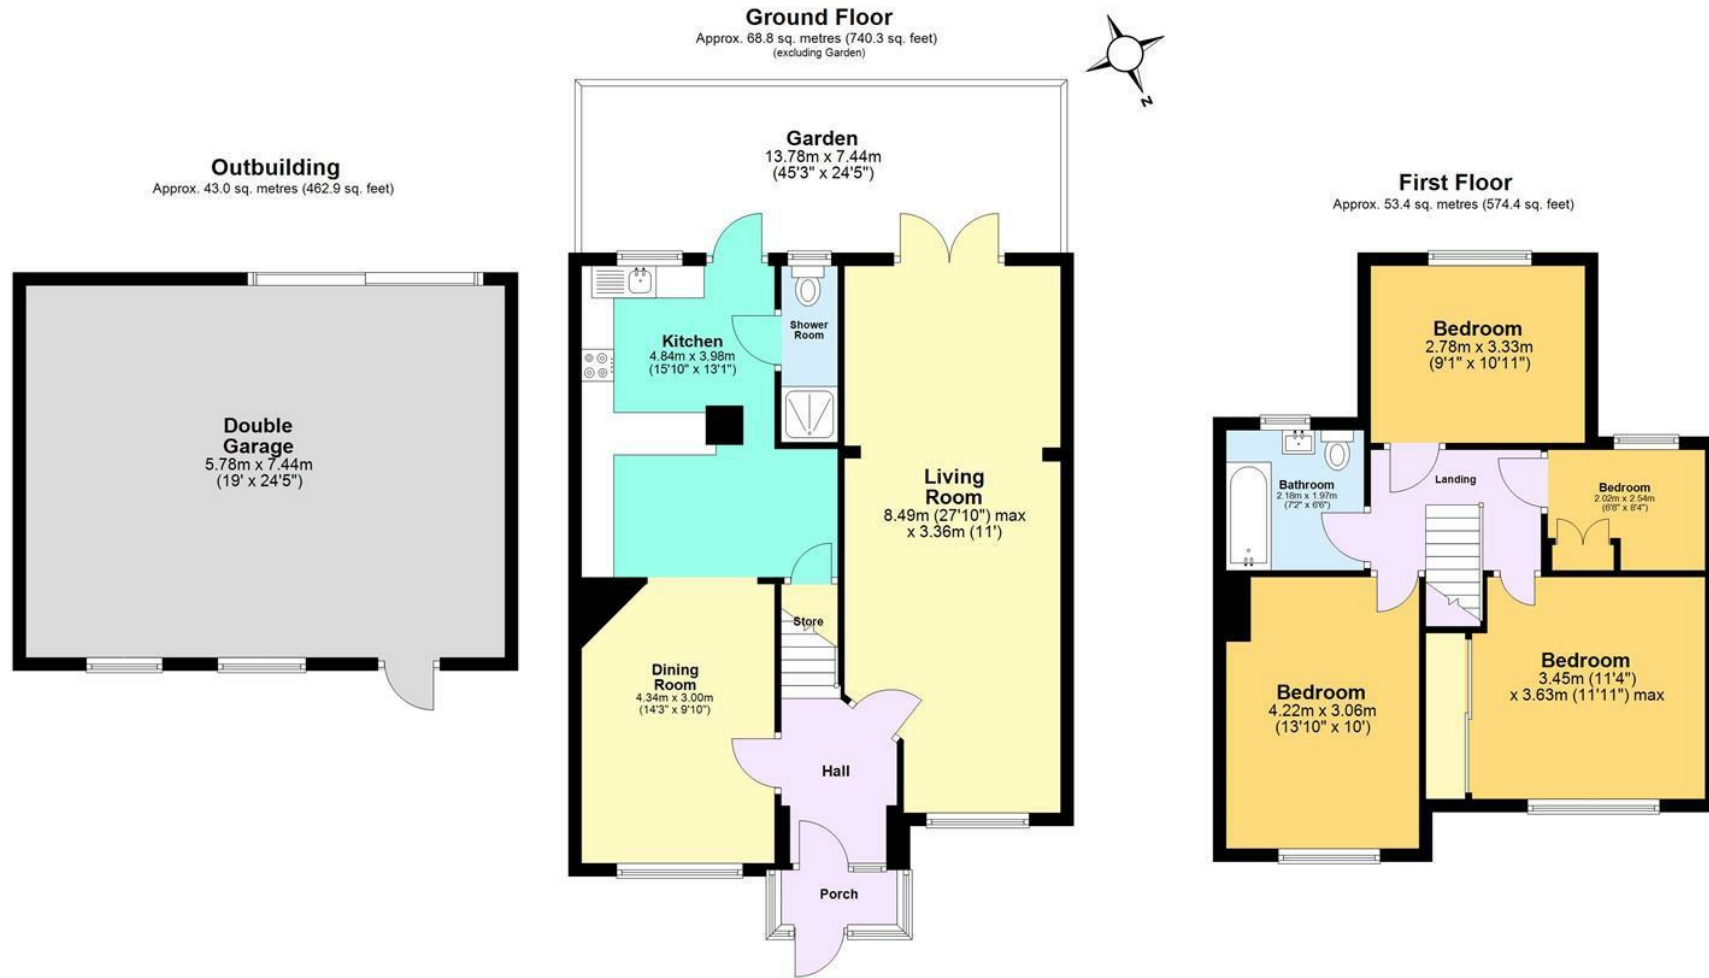 Ground Floor
Approx. 68.8 sq. metres (740.3 sq. feet)
(excluding Garden)
N
Garden
13.78m x 7.44m
(45'3" x 24'5")
Outbuilding
Approx. 43.0 sq. metres (462.9 sq. feet)
First Floor
Approx. 53.4 sq. metres (574.4 sq. feet)
Double
Garage
5.78m x 7.44m
(19' x 24'5")
Kitchen
4.84m x 3.98m
(15'10" x 13'1")
Shower
Room
Living
Room
8.49m (27'10") max
x 3.36m (11')
Store
Dining
Room
4.34m x 3.00m
(14'3" x 9'10")
Hall
Porch
Bedroom
2.78m x 3.33m
(9'1" x 10'11")
Bathroom
2.18m x 1.97m
(7'2" x 6'6")
Landing
Bedroom
2.02m x 2.54m
(6'8" x 8'4")
Bedroom
4.22m x 3.06m
(13'10" x 10')
Bedroom
3.45m (11'4")
x 3.63m (11'11") max